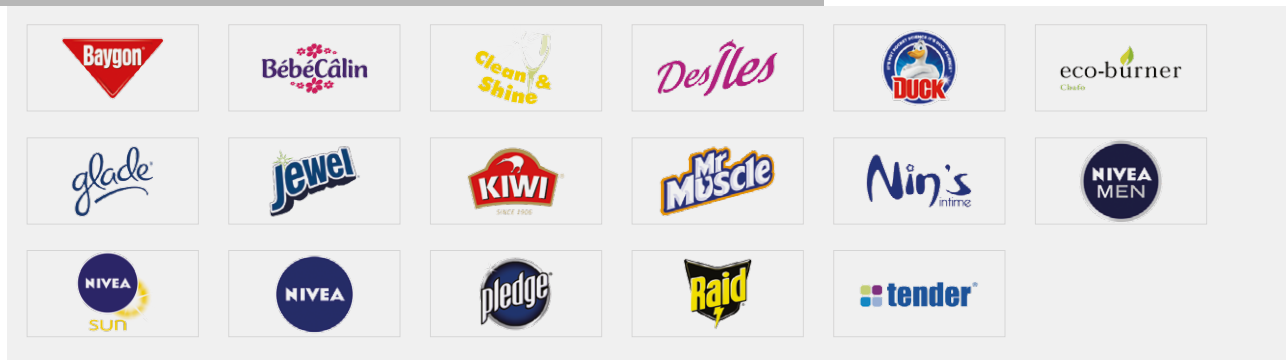 Baygon
BébéCâlin
Clean &
Shine
Des Îles
DUCK
eco-burner
glade
jewel
KIWI
SINCE 1906
Mr
Muscle
Nin's
intime
NIVEA
MEN
NIVEA
sun
NIVEA
pledge
Raid
tender